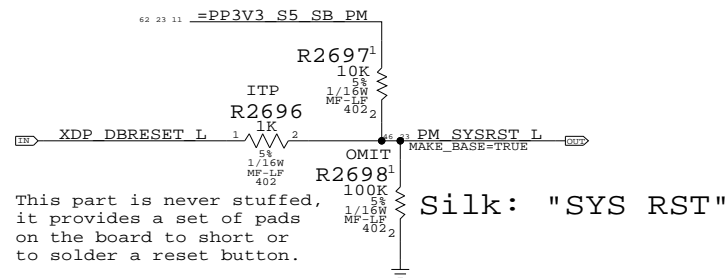 62 23 11 =PP3V3_S5_SB_PM
R2697 1
10K
5%
1/16W
MF-LF
402 2
ITP
R2696
IN XDP_DBRESET_L 1 1K 2 46 23 PM_SYSRST_L OUT
MAKE_BASE=TRUE
5%
1/16W
MF-LF
402
OMIT
R2698 1
100K
5%
1/16W
MF-LF
402 2
Silk: "SYS RST"
This part is never stuffed,
it provides a set of pads
on the board to short or
to solder a reset button.